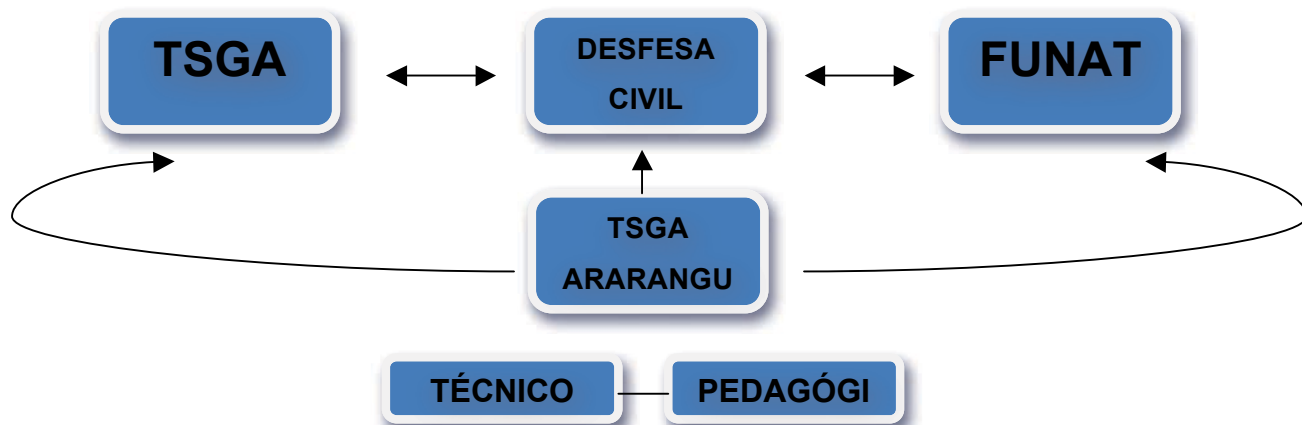 TSGA
DESFESA
CIVIL
FUNAT
TSGA
ARARANGU
TÉCNICO
PEDAGÓGI